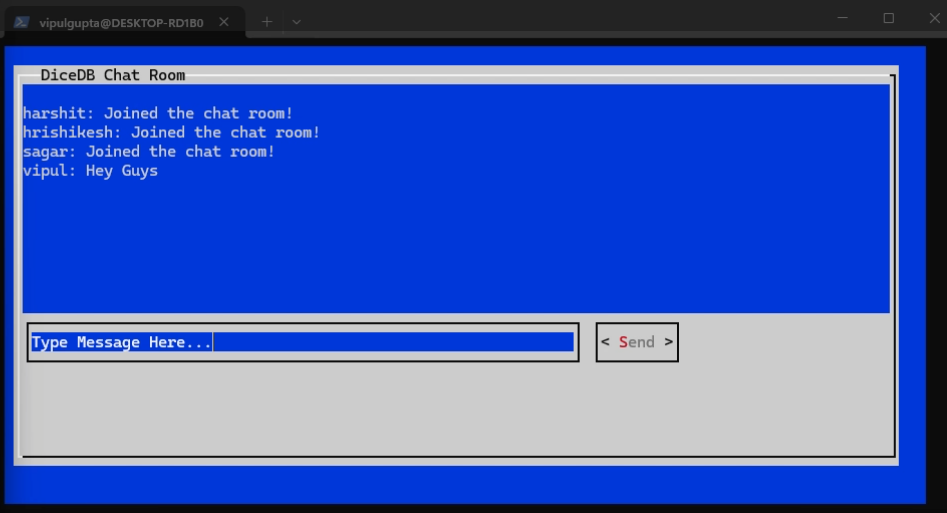 vipulgupta@DESKTOP-RD1B0
DiceDB Chat Room
harshit: Joined the chat room!
hrishikesh: Joined the chat room!
sagar: Joined the chat room!
vipul: Hey Guys
Type Message Here...
< Send >